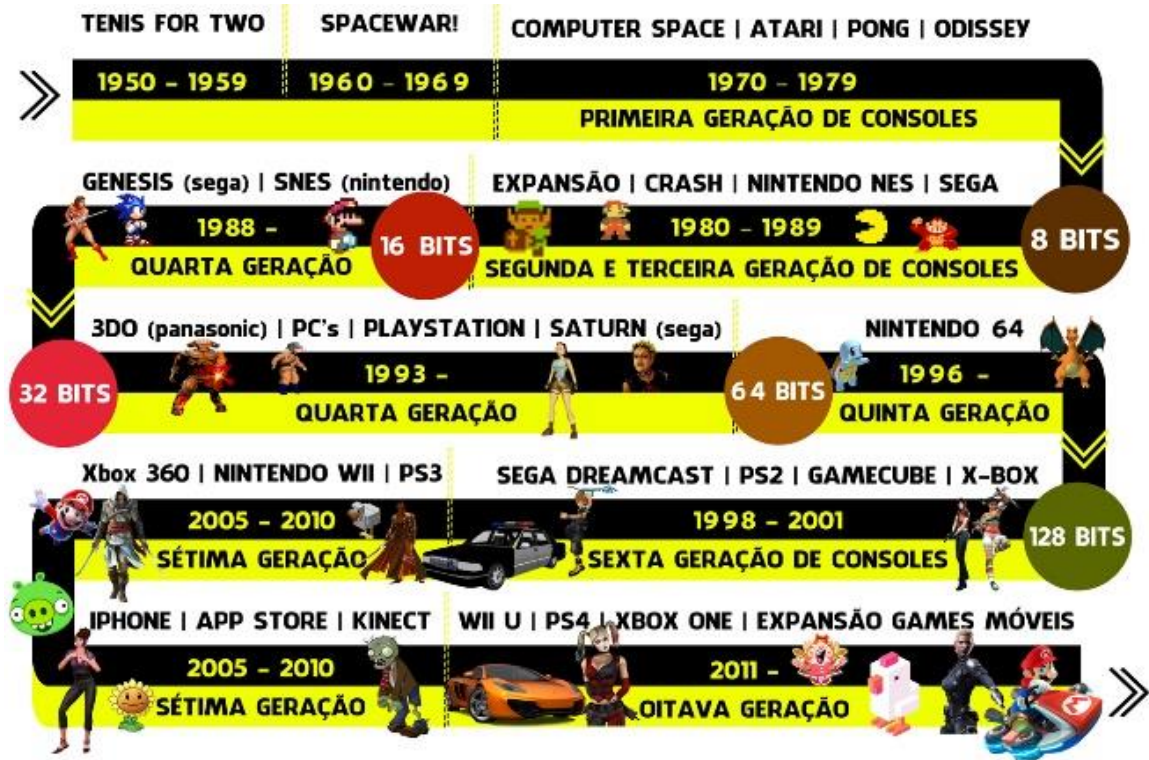 TENIS FOR TWO
SPACEWAR!
COMPUTER SPACE | ATARI | PONG | ODISSEY
1950 - 1959
1960 - 1969
1970 - 1979
PRIMEIRA GERAÇÃO DE CONSOLES
GENESIS (sega) | SNES (nintendo)
EXPANSÃO | CRASH | NINTENDO NES | SEGA
1988 -
16 BITS
1980 - 1989
8 BITS
QUARTA GERAÇÃO
SEGUNDA E TERCEIRA GERAÇÃO DE CONSOLES
3DO (panasonic) | PC's | PLAYSTATION | SATURN (sega)
NINTENDO 64
32 BITS
1993 -
64 BITS
1996 -
QUARTA GERAÇÃO
QUINTA GERAÇÃO
Xbox 360 | NINTENDO WII | PS3
SEGA DREAMCAST | PS2 | GAMECUBE | X-BOX
2005 - 2010
1998 - 2001
128 BITS
SÉTIMA GERAÇÃO
SEXTA GERAÇÃO DE CONSOLES
IPHONE | APP STORE | KINECT
WII U | PS4 | XBOX ONE | EXPANSÃO GAMES MÓVEIS
2005 - 2010
2011 -
SÉTIMA GERAÇÃO
OITAVA GERAÇÃO